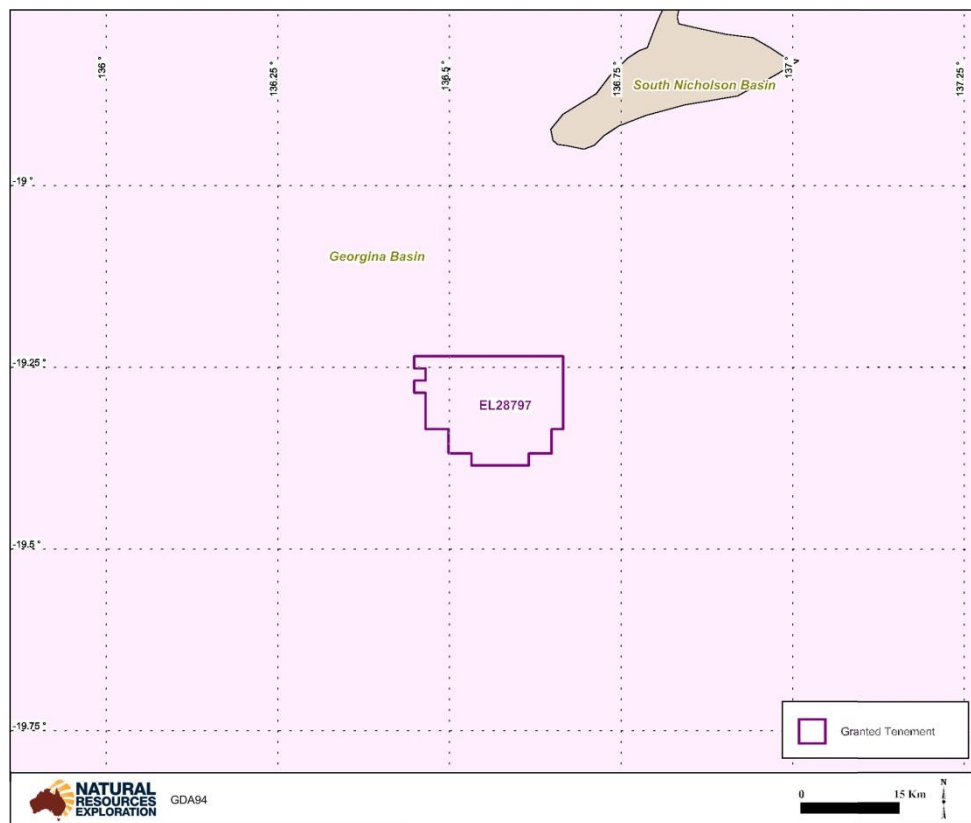 136°
136.25°
136.5°
136.75°
137°
137.25°
South Nicholson Basin
-19°
Georgina Basin
-19.25°
EL28797
-19.5°
-19.75°
Granted Tenement
NATURAL
RESOURCES
EXPLORATION
GDA94
0 15 Km
N